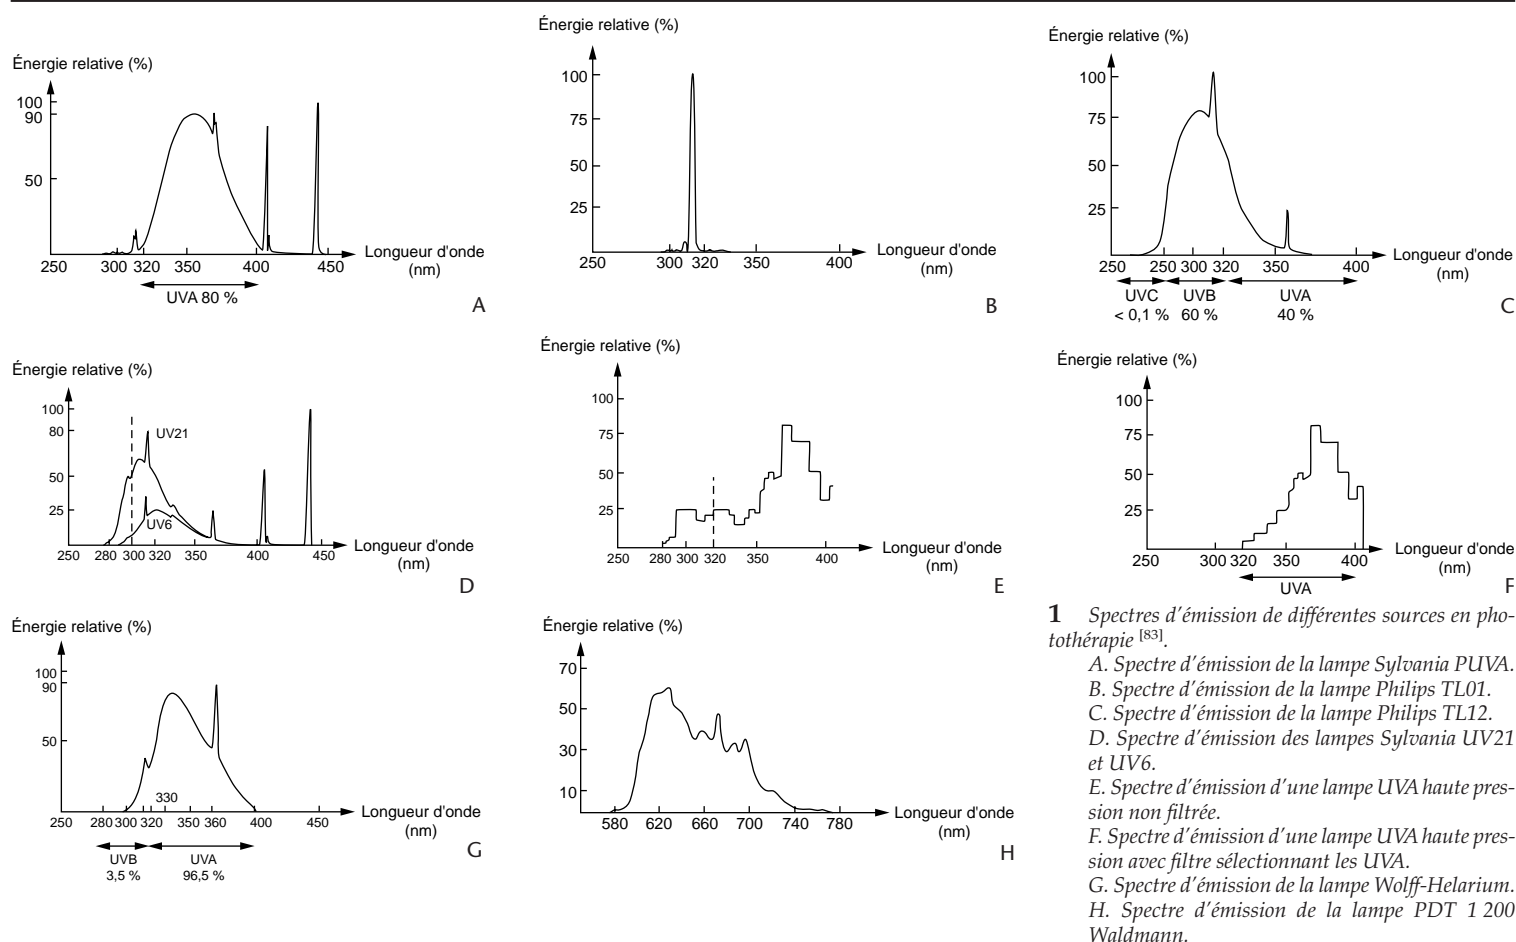 Énergie relative (%)
100
90
50
250 300 320 350 400 450
Longueur d'onde
(nm)
UVA 80 %
A
Énergie relative (%)
100
75
50
25
250 300 320 350 400
Longueur d'onde
(nm)
B
Énergie relative (%)
100
75
50
25
250 250 300 320 350 400
Longueur d'onde
(nm)
UVC UVB UVA
< 0,1 % 60 % 40 %
C
Énergie relative (%)
100
80
50
25
UV21
UV6
250 280 300 320 350 400 450
Longueur d'onde
(nm)
D
Énergie relative (%)
100
75
50
25
250 280 300 320 350 400
Longueur d'onde
(nm)
E
Énergie relative (%)
100
75
50
25
250 300 320 350 400
Longueur d'onde
(nm)
UVA
F
Énergie relative (%)
100
90
50
330
250 280 300 320 350 360 400 450
Longueur d'onde
(nm)
UVB UVA
3,5 % 96,5 %
G
Énergie relative (%)
70
50
30
10
580 620 660 700 740 780
Longueur d'onde
(nm)
H
1 Spectres d'émission de différentes sources en pho-
tothérapie [83].
A. Spectre d'émission de la lampe Sylvania PUVA.
B. Spectre d'émission de la lampe Philips TL01.
C. Spectre d'émission de la lampe Philips TL12.
D. Spectre d'émission des lampes Sylvania UV21
et UV6.
E. Spectre d'émission d'une lampe UVA haute pres-
sion non filtrée.
F. Spectre d'émission d'une lampe UVA haute pres-
sion avec filtre sélectionnant les UVA.
G. Spectre d'émission de la lampe Wolff-Helarium.
H. Spectre d'émission de la lampe PDT 1 200
Waldmann.